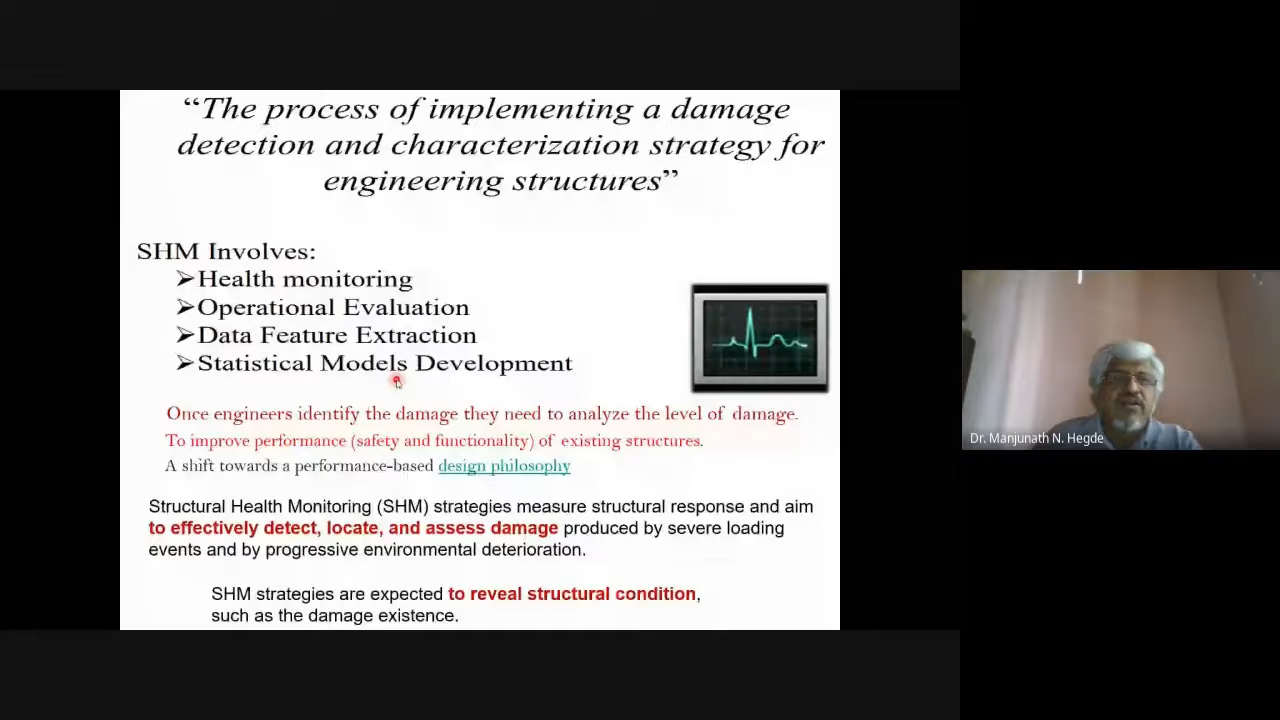 “The process of implementing a damage
detection and characterization strategy for
engineering structures”
SHM Involves:
➢Health monitoring
➢Operational Evaluation
➢Data Feature Extraction
➢Statistical Models Development
Once engineers identify the damage they need to analyze the level of damage.
To improve performance (safety and functionality) of existing structures.
A shift towards a performance-based design philosophy
Structural Health Monitoring (SHM) strategies measure structural response and aim
to effectively detect, locate, and assess damage produced by severe loading
events and by progressive environmental deterioration.
SHM strategies are expected to reveal structural condition,
such as the damage existence.
Dr. Manjunath N. Hegde